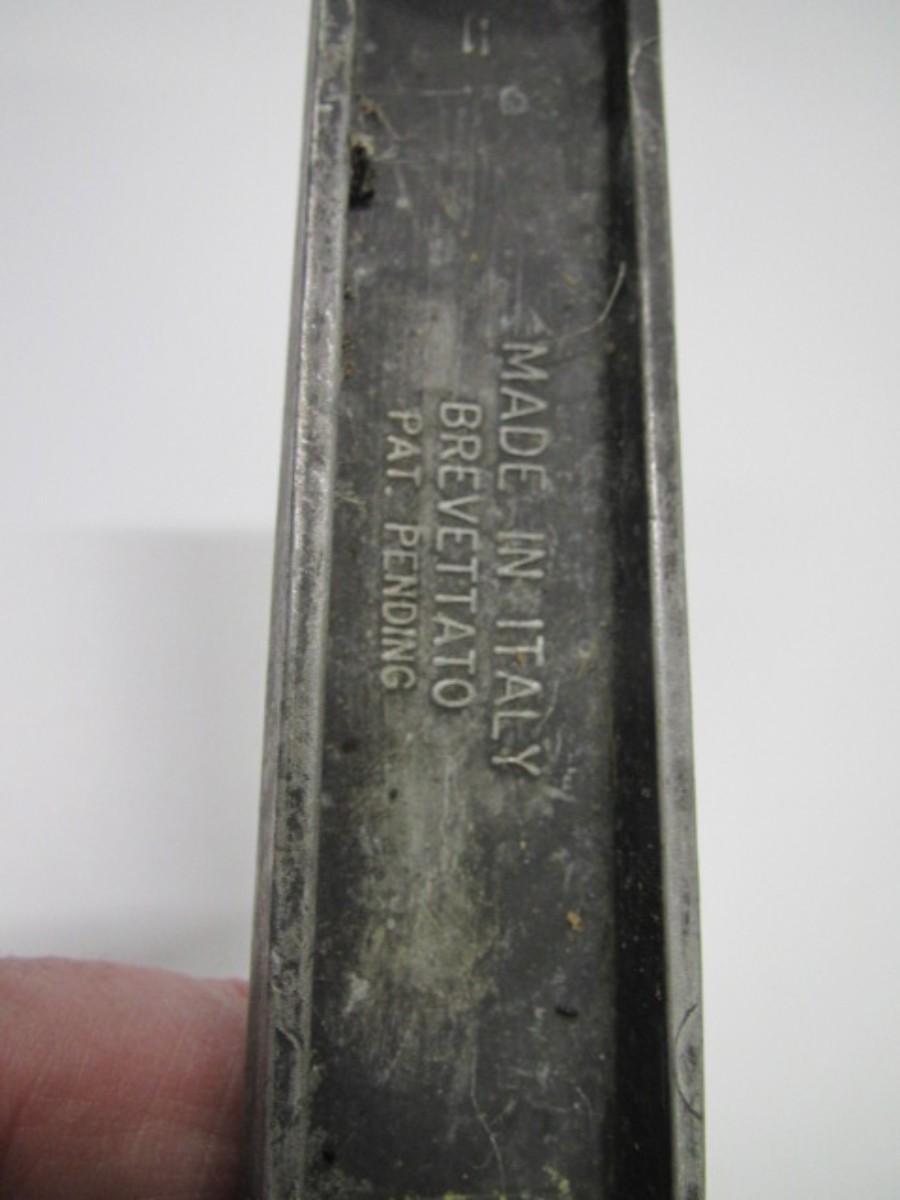 MADE IN ITALY
BREVETTATO
PAT. PENDING